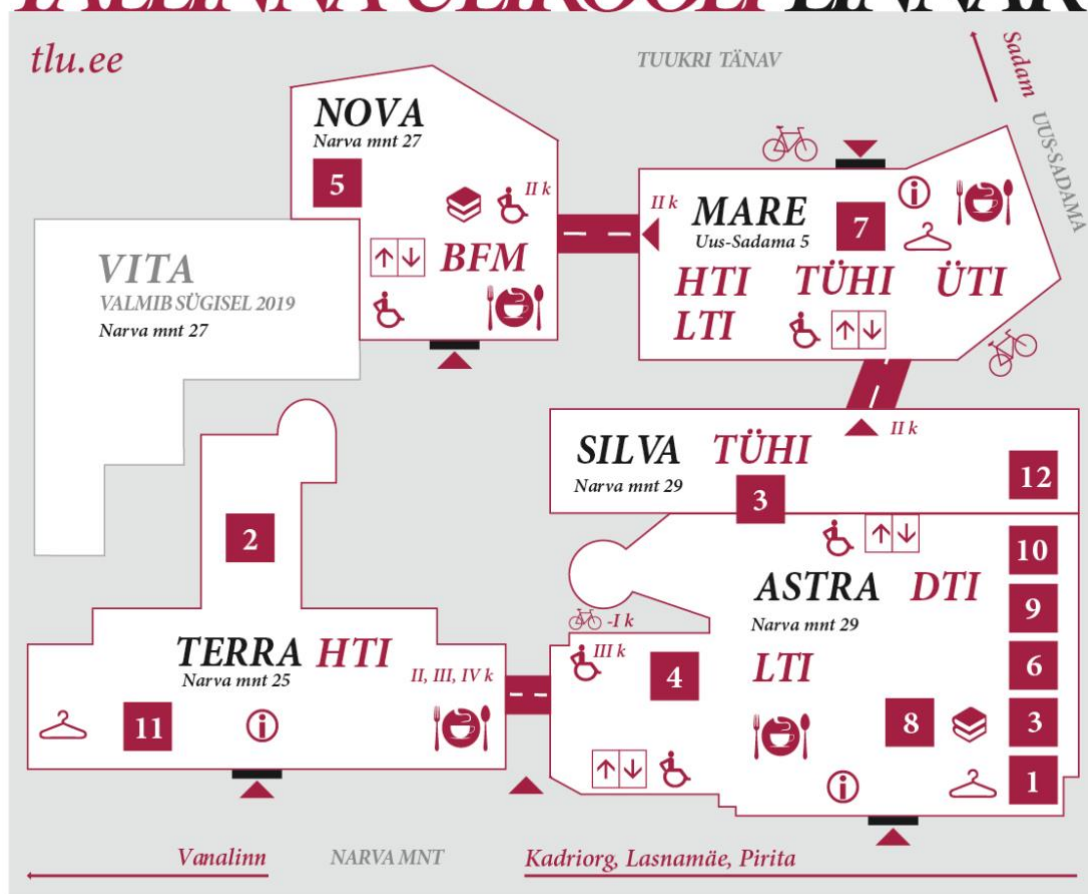 TALLINNA ÜLIKOOLI LINNAK
tlu.ee
TUUKRI TÄNAV
Sadam
UUS-SADAMA
NOVA
Narva mnt 27
5
II k
BFM
II k
MARE
Uus-Sadama 5
7
HTI TÜHI ÜTI
LTI
VITA
VALMIB SÜGISEL 2019
Narva mnt 27
II k
SILVA TÜHI
Narva mnt 29
12
3
2
10
ASTRA DTI
Narva mnt 29
9
-I k
III k
4
LTI
6
TERRA HTI
Narva mnt 25
II, III, IV k
11
8
3
1
Vanalinn
NARVA MNT
Kadriorg, Lasnamäe, Pirita